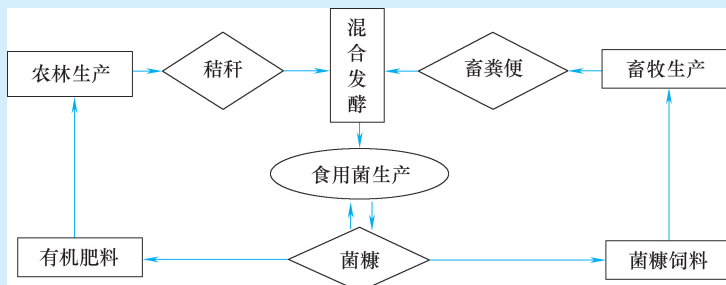 农林生产
秸秆
混合发酵
畜粪便
畜牧生产
食用菌生产
有机肥料
菌糠
菌糠饲料